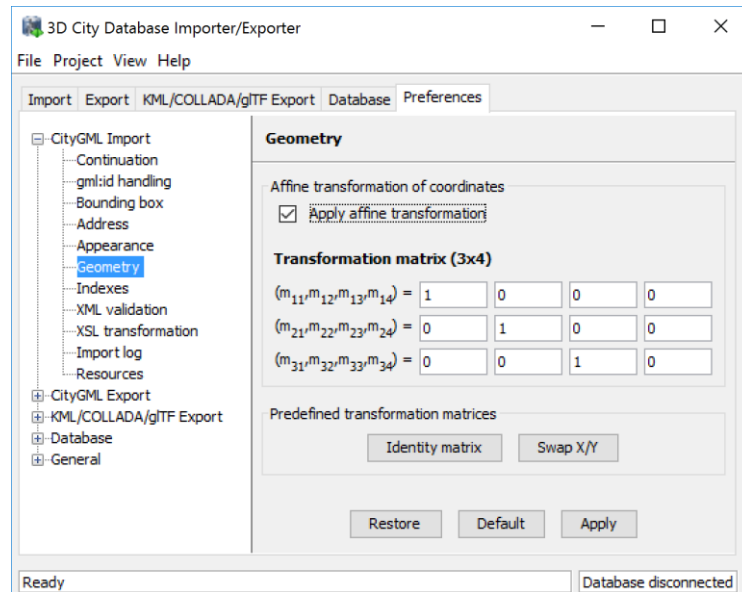 3D City Database Importer/Exporter
File Project View Help
Import Export KML/COLLADA/glTF Export Database Preferences
CityGML Import
Continuation
gml:id handling
Bounding box
Address
Appearance
Geometry
Indexes
XML validation
XSL transformation
Import log
Resources
CityGML Export
KML/COLLADA/glTF Export
Database
General
Geometry
Affine transformation of coordinates
Apply affine transformation
Transformation matrix (3x4)
(m11,m12,m13,m14) = 1 0 0 0
(m21,m22,m23,m24) = 0 1 0 0
(m31,m32,m33,m34) = 0 0 1 0
Predefined transformation matrices
Identity matrix Swap X/Y
Restore Default Apply
Ready Database disconnected